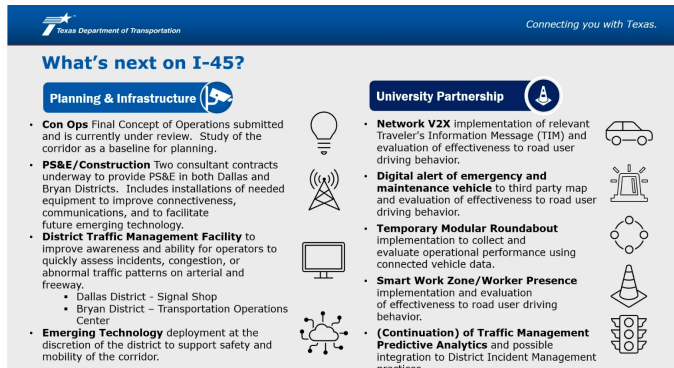 Texas Department of Transportation
Connecting you with Texas.
What's next on I-45?
Planning & Infrastructure
• Con Ops Final Concept of Operations submitted
and is currently under review. Study of the
corridor as a baseline for planning.
• PS&E/Construction Two consultant contracts
underway to provide PS&E in both Dallas and
Bryan Districts. Includes installations of needed
equipment to improve connectiveness,
communications, and to facilitate
future emerging technology.
• District Traffic Management Facility to
improve awareness and ability for operators to
quickly assess incidents, congestion, or
abnormal traffic patterns on arterial and
freeway.
▪ Dallas District - Signal Shop
▪ Bryan District – Transportation Operations
Center
• Emerging Technology deployment at the
discretion of the district to support safety and
mobility of the corridor.
University Partnership
• Network V2X implementation of relevant
Traveler's Information Message (TIM) and
evaluation of effectiveness to road user
driving behavior.
• Digital alert of emergency and
maintenance vehicle to third party map
and evaluation of effectiveness to road user
driving behavior.
• Temporary Modular Roundabout
implementation to collect and
evaluate operational performance using
connected vehicle data.
• Smart Work Zone/Worker Presence
implementation and evaluation
of effectiveness to road user driving
behavior.
• (Continuation) of Traffic Management
Predictive Analytics and possible
integration to District Incident Management
practices